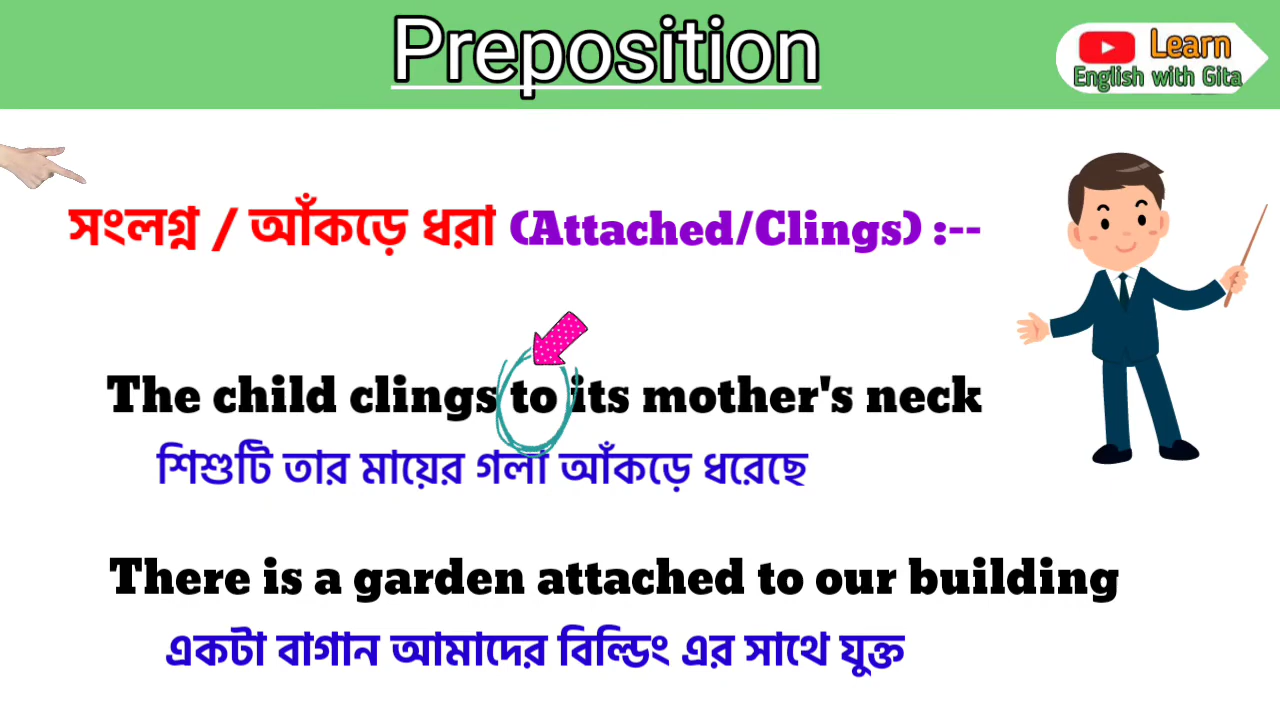 Preposition
Learn
English with Gita
সংলগ্ন / আঁকড়ে ধরা (Attached/Clings) :--
The child clings to its mother's neck
শিশুটি তার মায়ের গলা আঁকড়ে ধরেছে
There is a garden attached to our building
একটা বাগান আমাদের বিল্ডিং এর সাথে যুক্ত